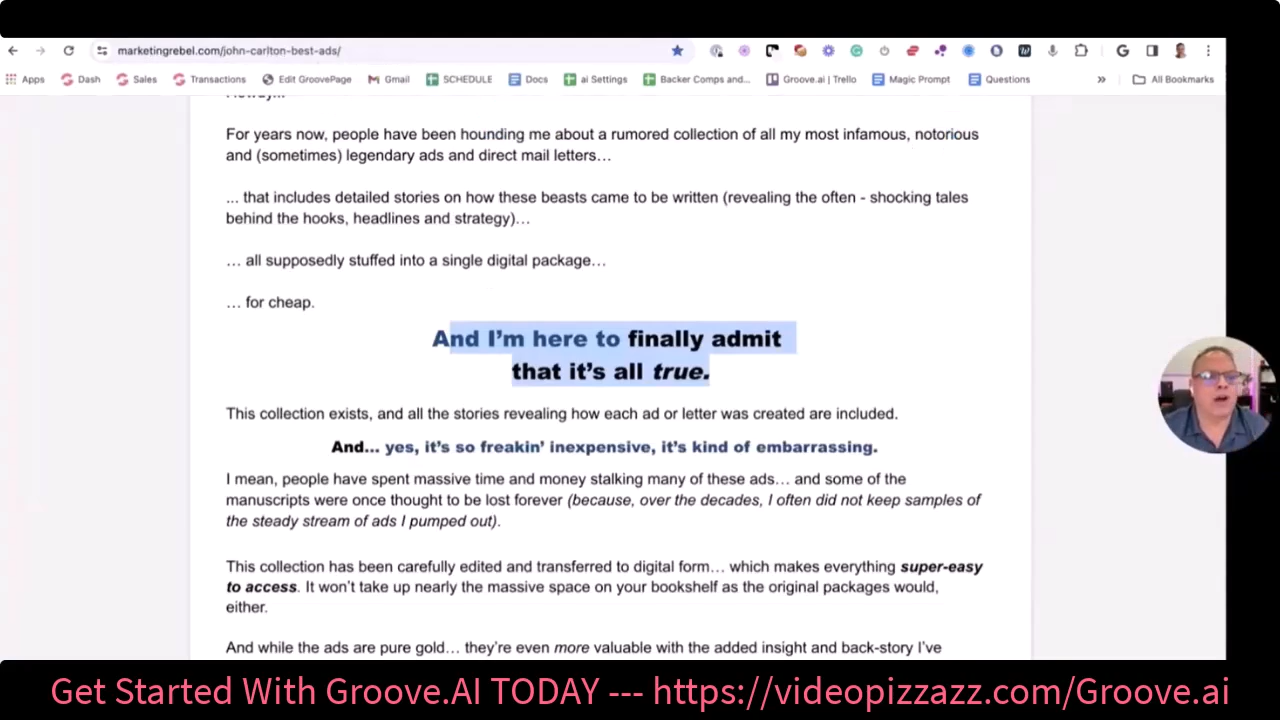 marketingrebel.com/john-carlton-best-ads/
Apps Dash Sales Transactions Edit GroovePage Gmail SCHEDULE Docs ai Settings Backer Comps and... Groove.ai | Trello Magic Prompt Questions » All Bookmarks
For years now, people have been hounding me about a rumored collection of all my most infamous, notorious
and (sometimes) legendary ads and direct mail letters…
... that includes detailed stories on how these beasts came to be written (revealing the often - shocking tales
behind the hooks, headlines and strategy)…
… all supposedly stuffed into a single digital package…
… for cheap.
And I’m here to finally admit
that it’s all true.
This collection exists, and all the stories revealing how each ad or letter was created are included.
And... yes, it’s so freakin’ inexpensive, it’s kind of embarrassing.
I mean, people have spent massive time and money stalking many of these ads… and some of the
manuscripts were once thought to be lost forever (because, over the decades, I often did not keep samples of
the steady stream of ads I pumped out).
This collection has been carefully edited and transferred to digital form… which makes everything super-easy
to access. It won’t take up nearly the massive space on your bookshelf as the original packages would,
either.
And while the ads are pure gold… they’re even more valuable with the added insight and back-story I’ve
Get Started With Groove.AI TODAY --- https://videopizzazz.com/Groove.ai